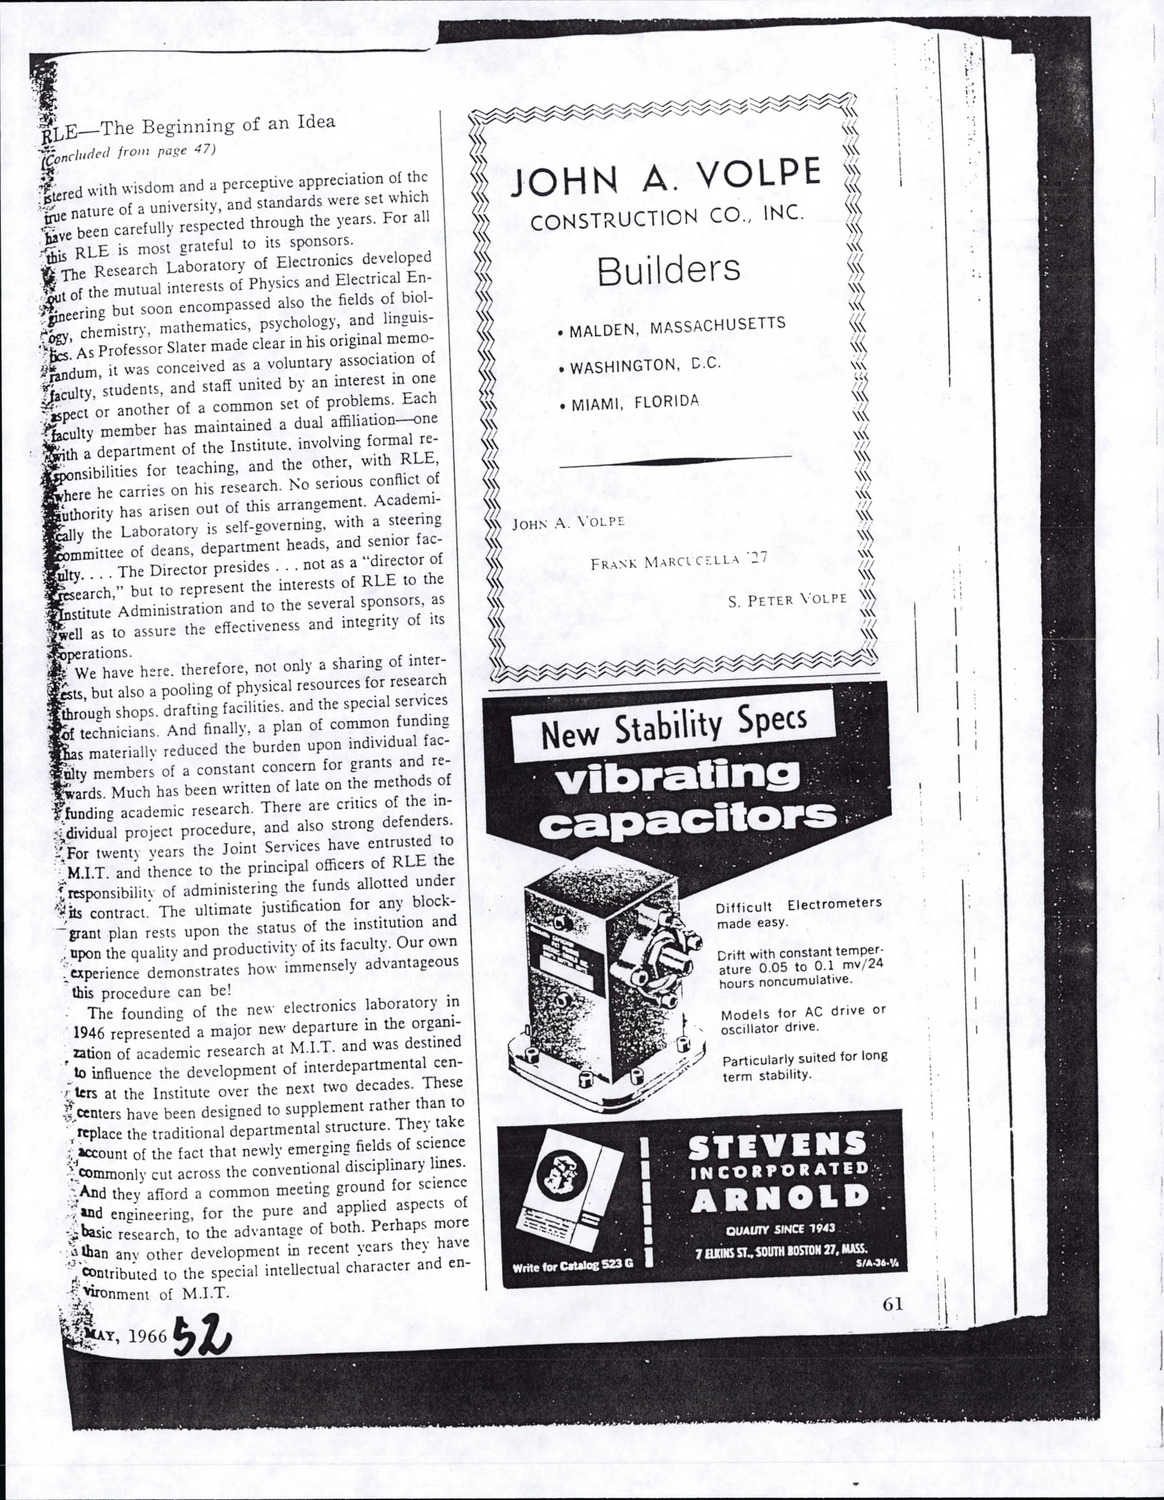 RLE—The Beginning of an Idea
(Concluded from page 47)
stered with wisdom and a perceptive appreciation of the
true nature of a university, and standards were set which
have been carefully respected through the years. For all
this RLE is most grateful to its sponsors.
The Research Laboratory of Electronics developed
out of the mutual interests of Physics and Electrical En-
gineering but soon encompassed also the fields of biol-
ogy, chemistry, mathematics, psychology, and linguis-
tics. As Professor Slater made clear in his original memo-
randum, it was conceived as a voluntary association of
faculty, students, and staff united by an interest in one
aspect or another of a common set of problems. Each
faculty member has maintained a dual affiliation—one
with a department of the Institute, involving formal re-
sponsibilities for teaching, and the other, with RLE,
where he carries on his research. No serious conflict of
authority has arisen out of this arrangement. Academi-
cally the Laboratory is self-governing, with a steering
committee of deans, department heads, and senior fac-
ulty. . . . The Director presides . . . not as a "director of
research," but to represent the interests of RLE to the
Institute Administration and to the several sponsors, as
well as to assure the effectiveness and integrity of its
operations.
We have here, therefore, not only a sharing of inter-
ests, but also a pooling of physical resources for research
through shops, drafting facilities, and the special services
of technicians. And finally, a plan of common funding
has materially reduced the burden upon individual fac-
ulty members of a constant concern for grants and re-
wards. Much has been written of late on the methods of
funding academic research. There are critics of the in-
dividual project procedure, and also strong defenders.
For twenty years the Joint Services have entrusted to
M.I.T. and thence to the principal officers of RLE the
responsibility of administering the funds allotted under
its contract. The ultimate justification for any block-
grant plan rests upon the status of the institution and
upon the quality and productivity of its faculty. Our own
experience demonstrates how immensely advantageous
this procedure can be!
The founding of the new electronics laboratory in
1946 represented a major new departure in the organi-
zation of academic research at M.I.T. and was destined
to influence the development of interdepartmental cen-
ters at the Institute over the next two decades. These
centers have been designed to supplement rather than to
replace the traditional departmental structure. They take
account of the fact that newly emerging fields of science
commonly cut across the conventional disciplinary lines.
And they afford a common meeting ground for science
and engineering, for the pure and applied aspects of
basic research, to the advantage of both. Perhaps more
than any other development in recent years they have
contributed to the special intellectual character and en-
vironment of M.I.T.
MAY, 1966
52
JOHN A. VOLPE
CONSTRUCTION CO., INC.
Builders
• MALDEN, MASSACHUSETTS
• WASHINGTON, D.C.
• MIAMI, FLORIDA
JOHN A. VOLPE
FRANK MARCUCELLA '27
S. PETER VOLPE
New Stability Specs
vibrating
capacitors
Difficult Electrometers
made easy.
Drift with constant temper-
ature 0.05 to 0.1 mv/24
hours noncumulative.
Models for AC drive or
oscillator drive.
Particularly suited for long
term stability.
Write for Catalog 523 G
STEVENS
INCORPORATED
ARNOLD
QUALITY SINCE 1943
7 ELKINS ST., SOUTH BOSTON 27, MASS.
S/A-36-¼
61